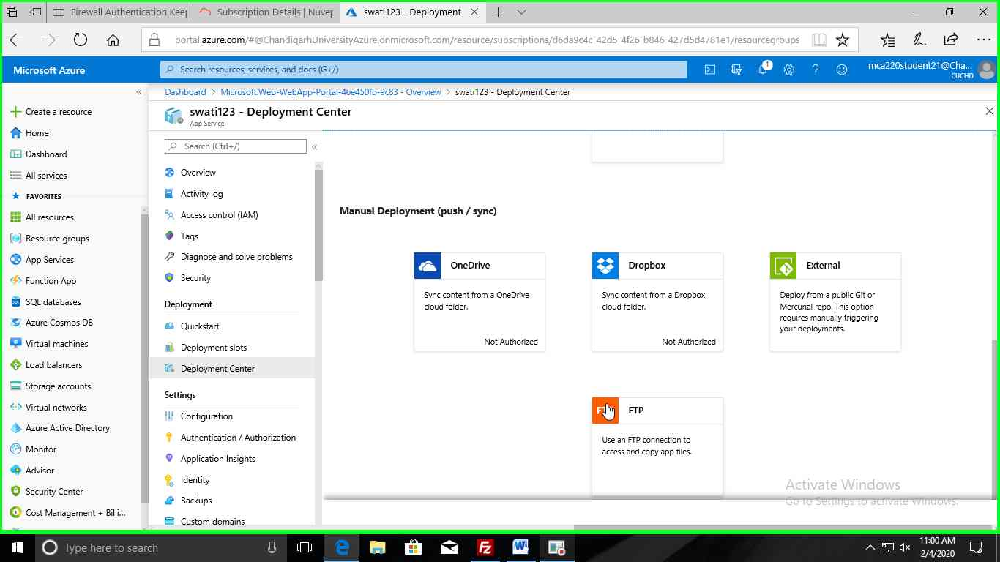 Firewall Authentication Kee
Subscription Details | Nuvep
swati123 - Deployment
portal.azure.com/#@ChandigarhUniversityAzure.onmicrosoft.com/resource/subscriptions/d6da9c4c-42d5-4f26-b846-427d5d4781e1/resourcegroups
Microsoft Azure
Search resources, services, and docs (G+/)
1
mca220student21@Cha...
CUCHD
«
Create a resource
Home
Dashboard
All services
FAVORITES
All resources
Resource groups
App Services
Function App
SQL databases
Azure Cosmos DB
Virtual machines
Load balancers
Storage accounts
Virtual networks
Azure Active Directory
Monitor
Advisor
Security Center
Cost Management + Billi...
Dashboard > Microsoft.Web-WebApp-Portal-46e450fb-9c83 - Overview > swati123 - Deployment Center
swati123 - Deployment Center
App Service
Search (Ctrl+/)
«
Overview
Activity log
Access control (IAM)
Tags
Diagnose and solve problems
Security
Deployment
Quickstart
Deployment slots
Deployment Center
Settings
Configuration
Authentication / Authorization
Application Insights
Identity
Backups
Custom domains
Manual Deployment (push / sync)
OneDrive
Sync content from a OneDrive
cloud folder.
Not Authorized
Dropbox
Sync content from a Dropbox
cloud folder.
Not Authorized
External
Deploy from a public Git or
Mercurial repo. This option
requires manually triggering
your deployments.
FTP
Use an FTP connection to
access and copy app files.
Activate Windows
Go to Settings to activate Windows.
Type here to search
11:00 AM
2/4/2020